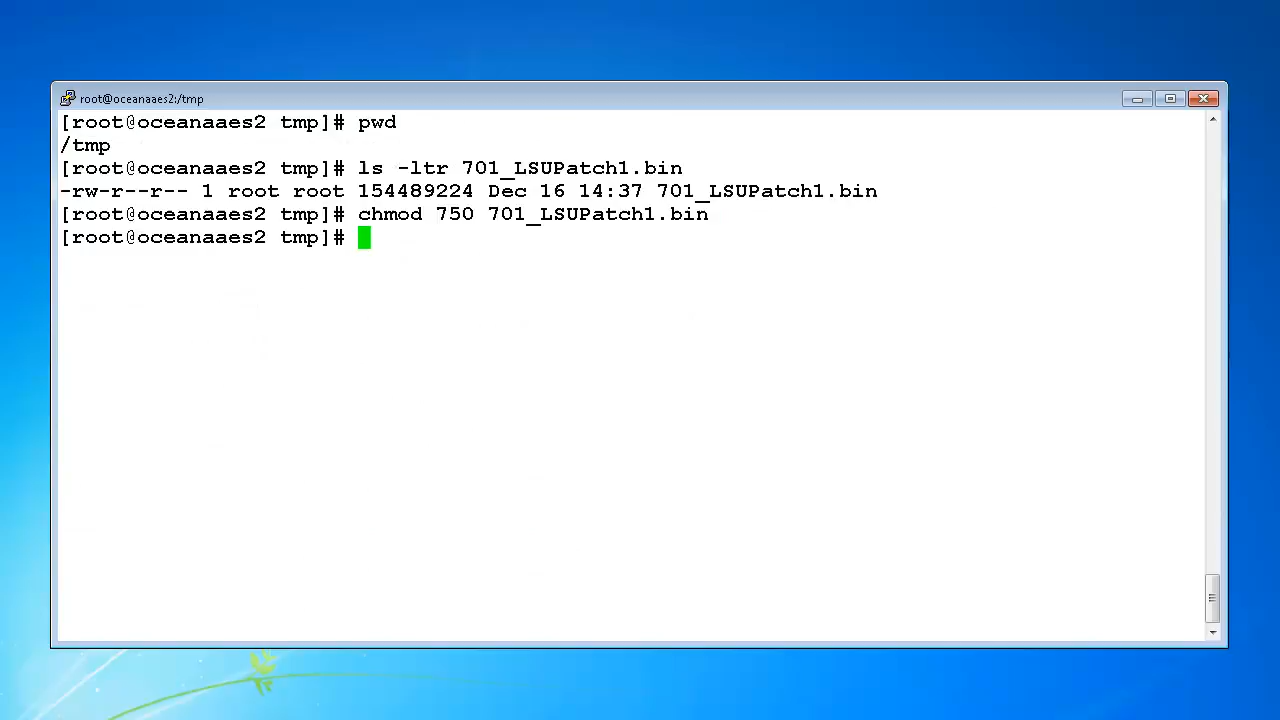 root@oceanaaes2:/tmp
[root@oceanaaes2 tmp]# pwd
/tmp
[root@oceanaaes2 tmp]# ls -ltr 701_LSUPatch1.bin
-rw-r--r-- 1 root root 154489224 Dec 16 14:37 701_LSUPatch1.bin
[root@oceanaaes2 tmp]# chmod 750 701_LSUPatch1.bin
[root@oceanaaes2 tmp]#